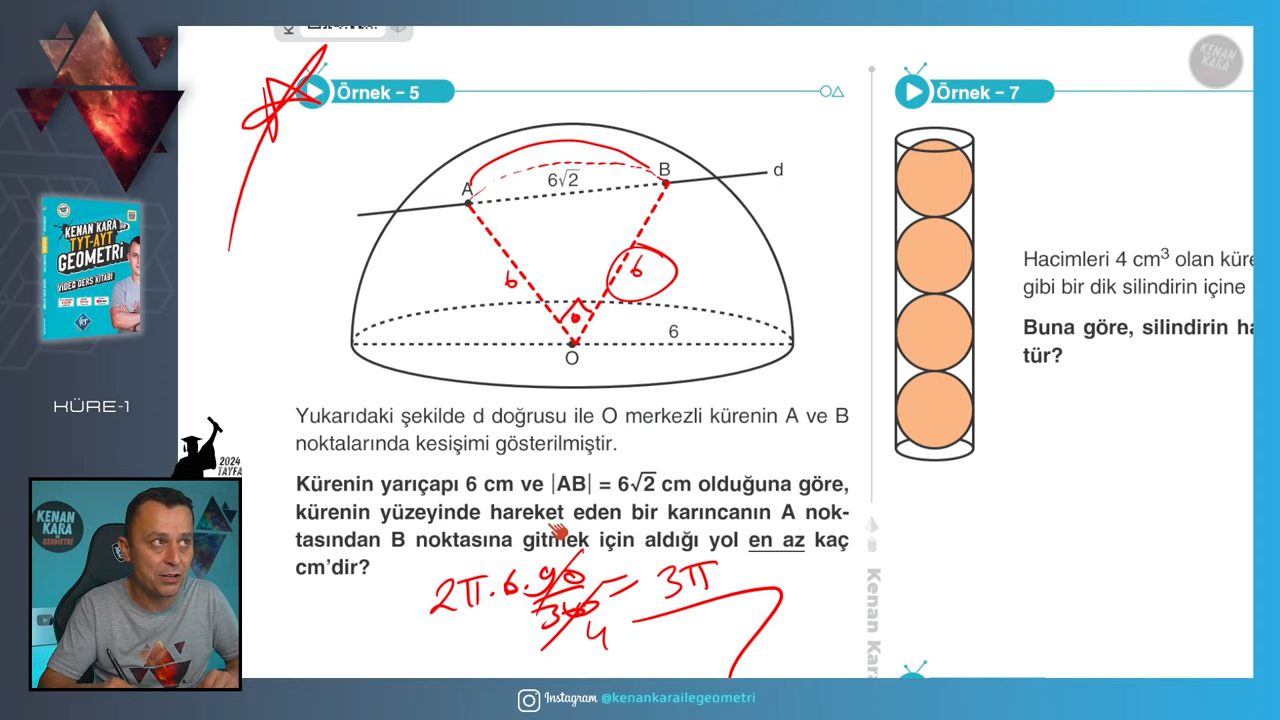 Örnek – 5
A
B
d
6√2
6
6
6
O
Yukarıdaki şekilde d doğrusu ile O merkezli kürenin A ve B
noktalarında kesişimi gösterilmiştir.
Kürenin yarıçapı 6 cm ve |AB| = 6√2 cm olduğuna göre,
kürenin yüzeyinde hareket eden bir karıncanın A nok-
tasından B noktasına gitmek için aldığı yol en az kaç
cm'dir?
2π · 6 · 90/360 = 3π
4
Örnek – 7
Hacimleri 4 cm³ olan küre
gibi bir dik silindirin içine
Buna göre, silindirin ha
tür?
KENAN
KARA
Kenan Kara
KENAN KARA
TYT-AYT
GEOMETRİ
VİDEO DERS KİTABI
KÜRE-1
2024
TAYFA
KENAN
KARA
GEOMETRİ
Instagram @kenankarailegeometri